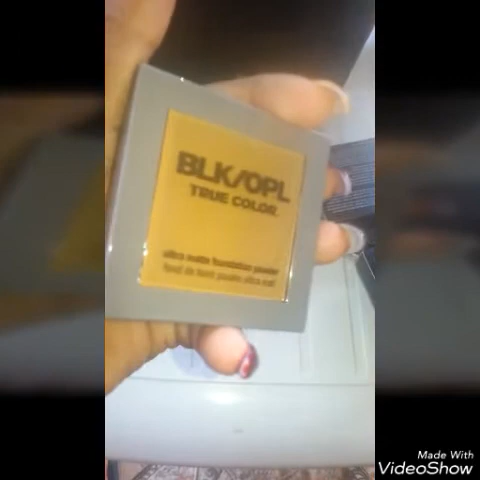 BLK/OPL
TRUE COLOR.
ultra matte foundation powder
fond de teint poudre ultra mat
Made With
VideoShow